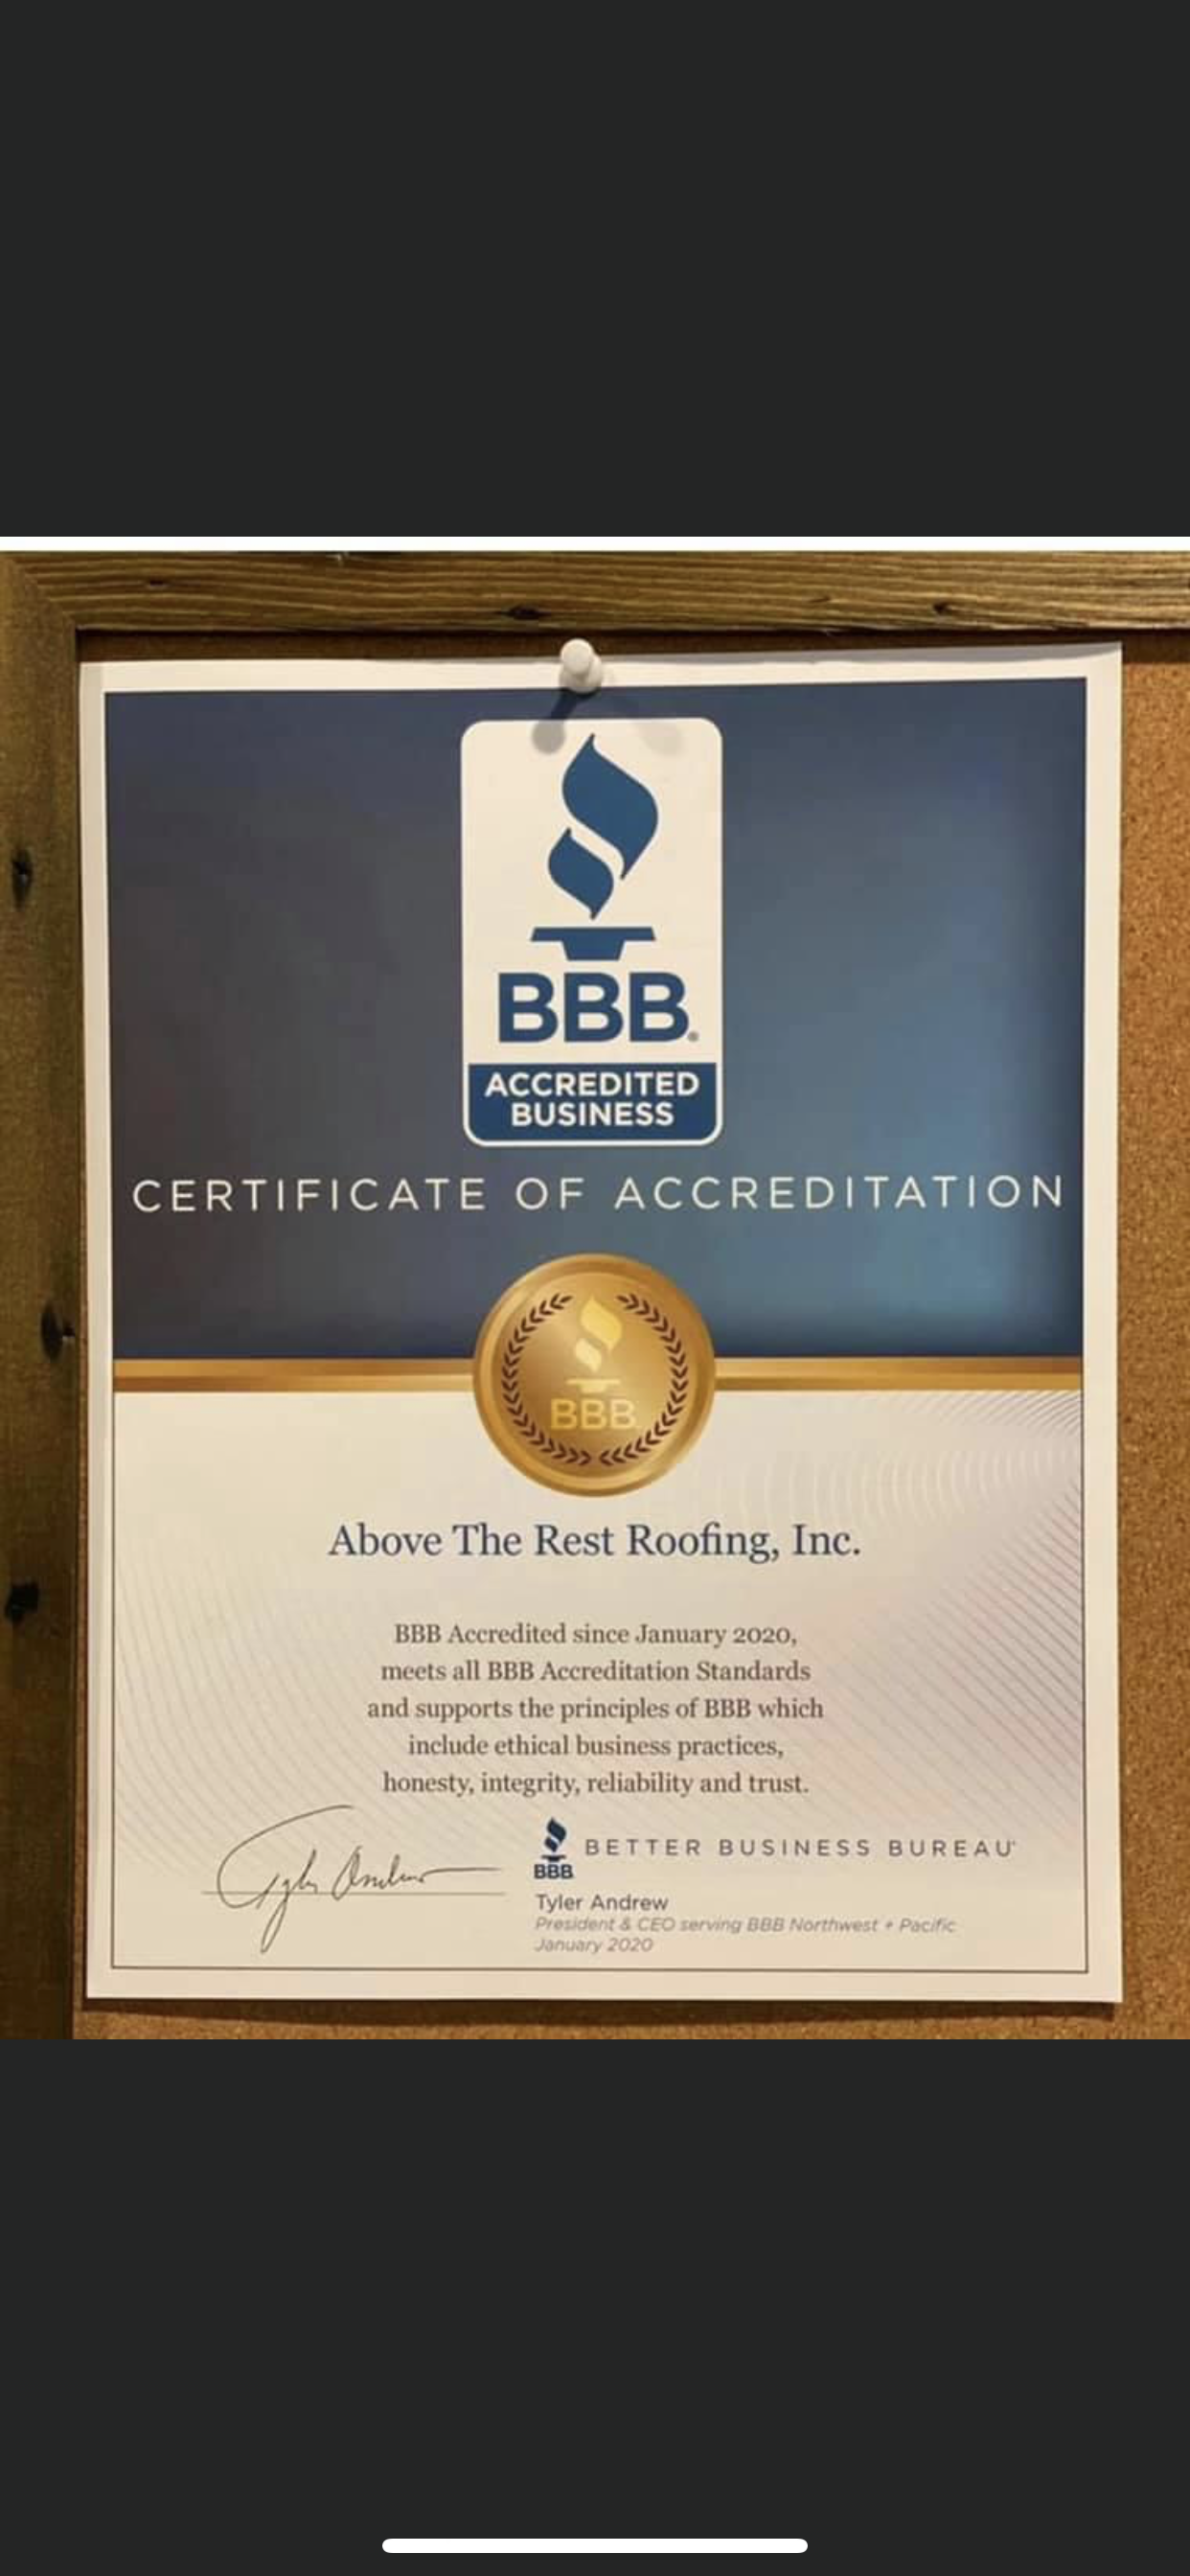 BBB®
ACCREDITED
BUSINESS
CERTIFICATE OF ACCREDITATION
BBB
Above The Rest Roofing, Inc.
BBB Accredited since January 2020,
meets all BBB Accreditation Standards
and supports the principles of BBB which
include ethical business practices,
honesty, integrity, reliability and trust.
Tyler Andrew
BBB
BETTER BUSINESS BUREAU®
Tyler Andrew
President & CEO serving BBB Northwest + Pacific
January 2020